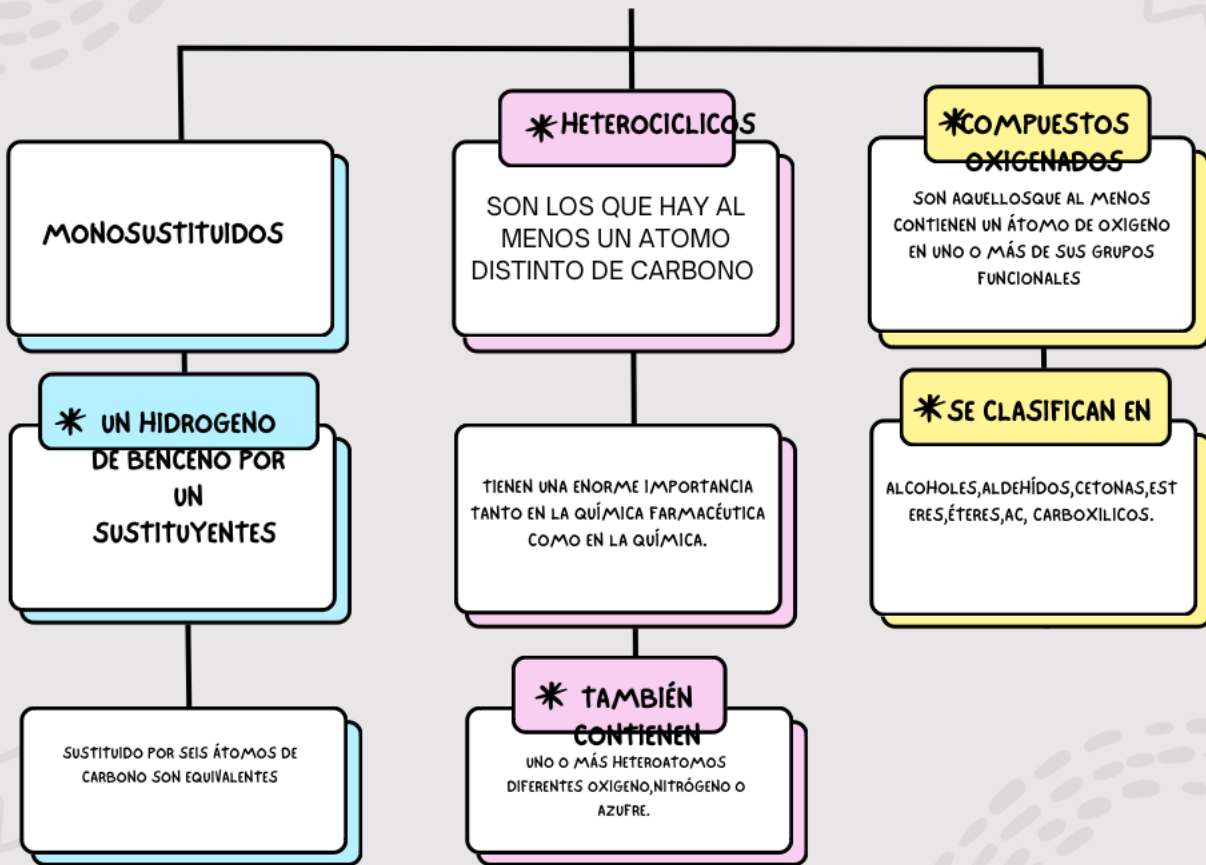 MONOSUSTITUIDOS
* UN HIDROGENO
DE BENCENO POR
UN
SUSTITUYENTES
SUSTITUIDO POR SEIS ÁTOMOS DE
CARBONO SON EQUIVALENTES
* HETEROCICLICOS
SON LOS QUE HAY AL
MENOS UN ATOMO
DISTINTO DE CARBONO
TIENEN UNA ENORME IMPORTANCIA
TANTO EN LA QUÍMICA FARMACÉUTICA
COMO EN LA QUÍMICA.
* TAMBIÉN
CONTIENEN
UNO O MÁS HETEROATOMOS
DIFERENTES OXIGENO,NITRÓGENO O
AZUFRE.
*COMPUESTOS
OXIGENADOS
SON AQUELLOSQUE AL MENOS
CONTIENEN UN ÁTOMO DE OXIGENO
EN UNO O MÁS DE SUS GRUPOS
FUNCIONALES
* SE CLASIFICAN EN
ALCOHOLES,ALDEHÍDOS,CETONAS,EST
ERES,ÉTERES,AC, CARBOXILICOS.